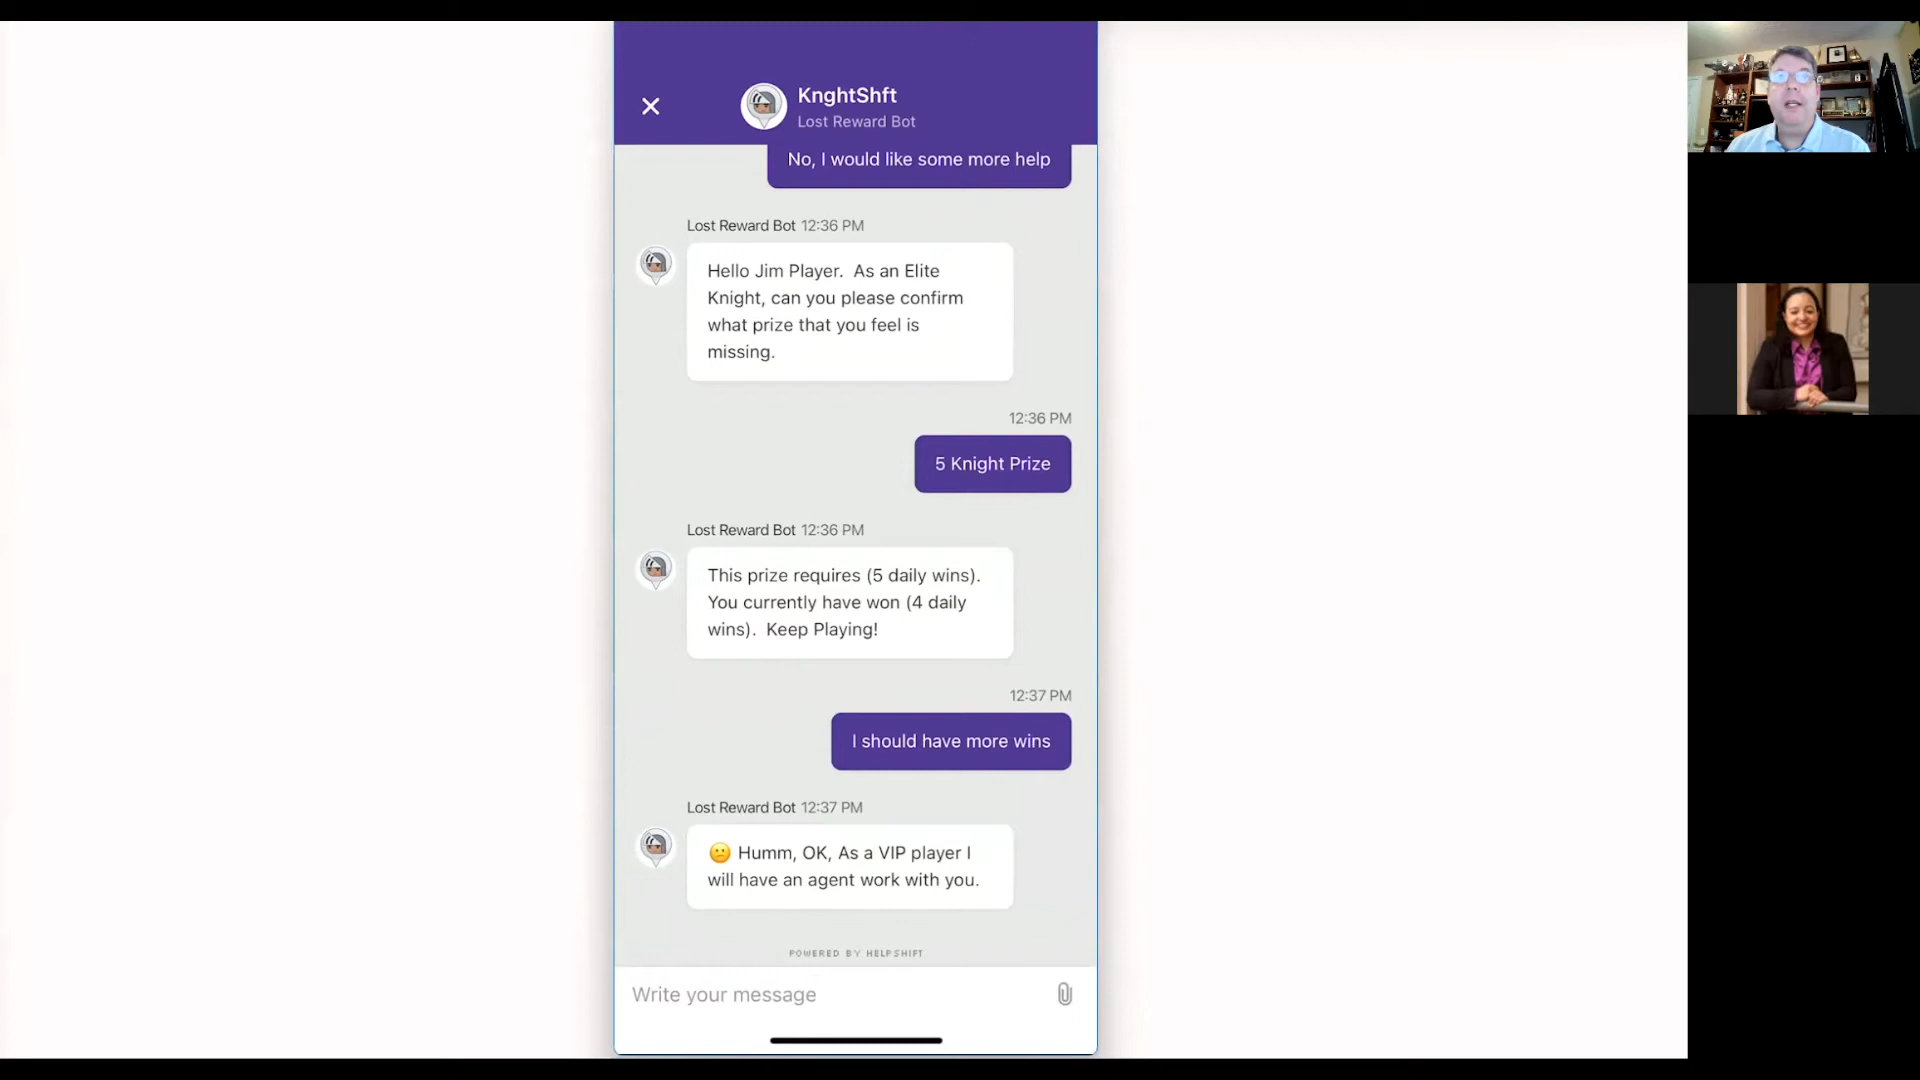 KnghtShft
Lost Reward Bot
No, I would like some more help
Lost Reward Bot 12:36 PM
Hello Jim Player.  As an Elite
Knight, can you please confirm
what prize that you feel is
missing.
12:36 PM
5 Knight Prize
Lost Reward Bot 12:36 PM
This prize requires (5 daily wins).
You currently have won (4 daily
wins).  Keep Playing!
12:37 PM
I should have more wins
Lost Reward Bot 12:37 PM
😕 Humm, OK, As a VIP player I
will have an agent work with you.
POWERED BY HELPSHIFT
Write your message